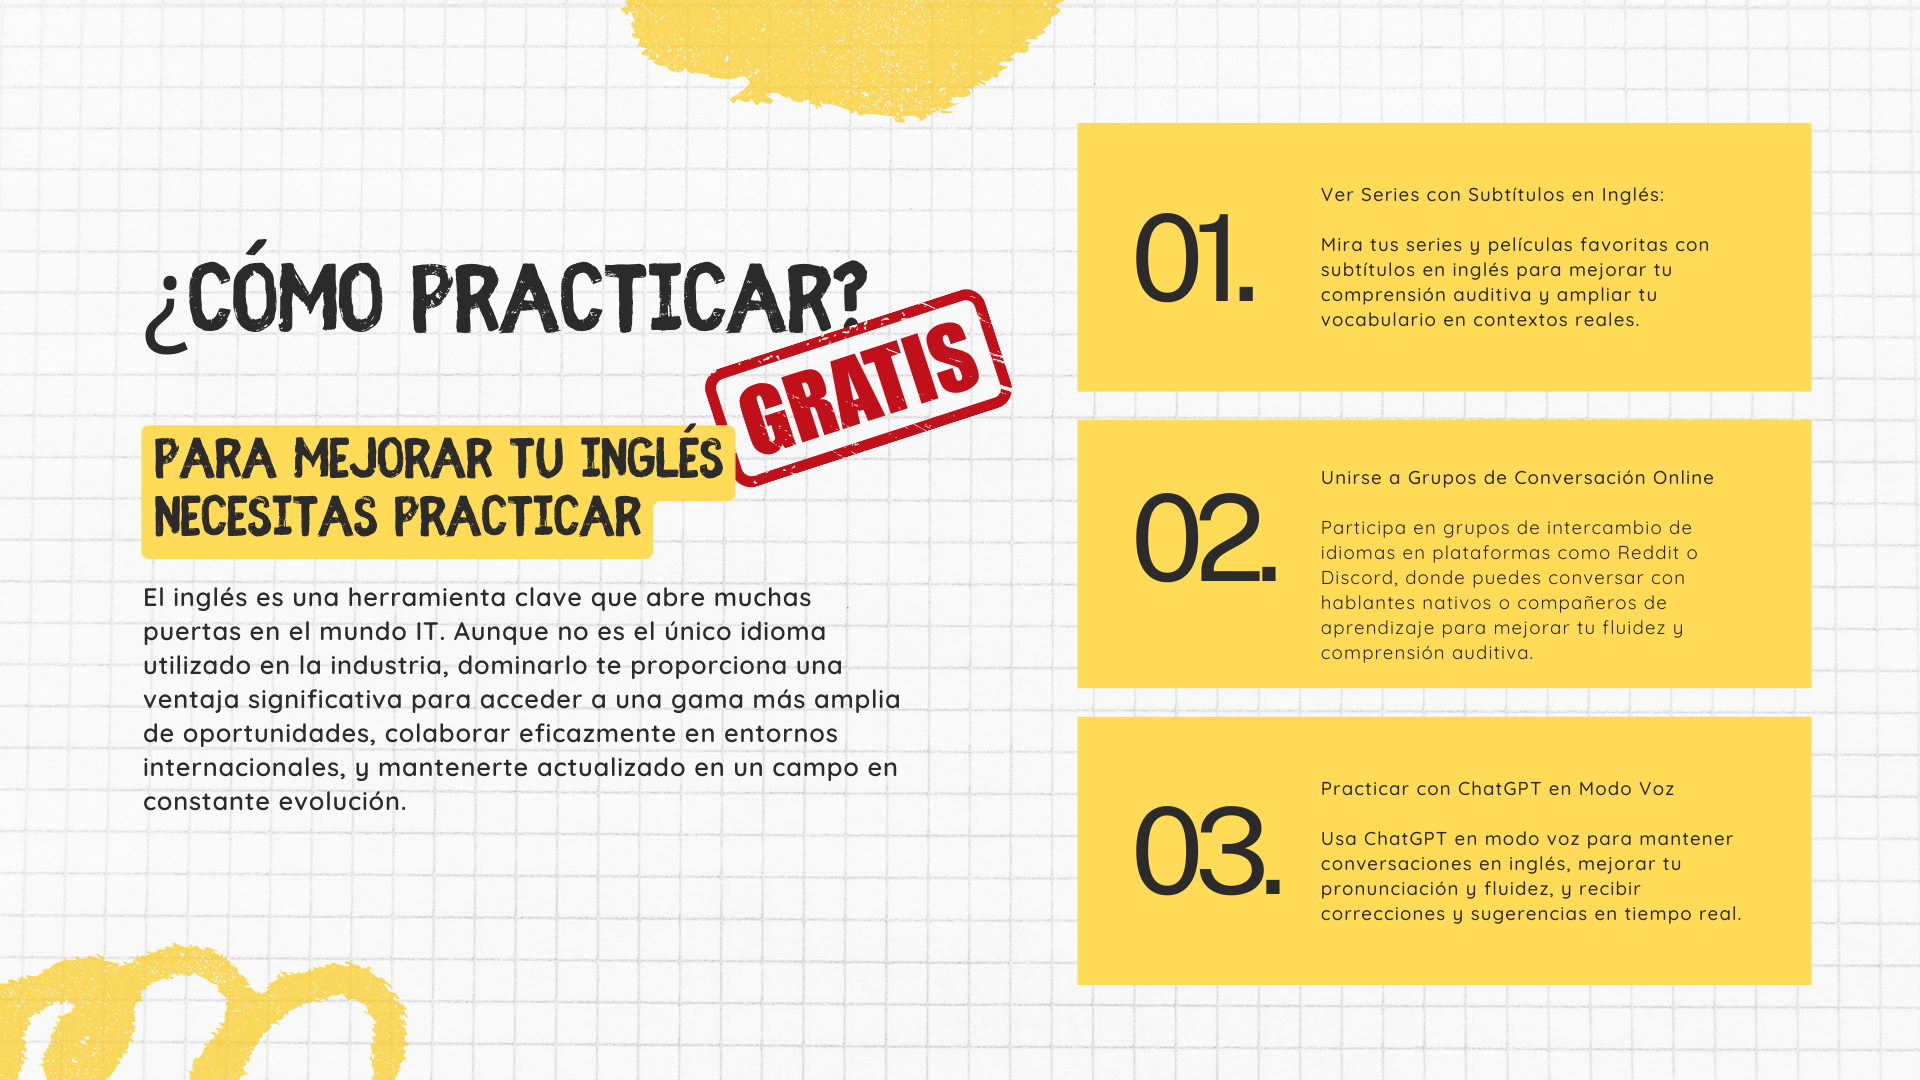 ¿CÓMO PRACTICAR?
GRATIS
PARA MEJORAR TU INGLÉS
NECESITAS PRACTICAR
El inglés es una herramienta clave que abre muchas
puertas en el mundo IT. Aunque no es el único idioma
utilizado en la industria, dominarlo te proporciona una
ventaja significativa para acceder a una gama más amplia
de oportunidades, colaborar eficazmente en entornos
internacionales, y mantenerte actualizado en un campo en
constante evolución.
01.
Ver Series con Subtítulos en Inglés:
Mira tus series y películas favoritas con
subtítulos en inglés para mejorar tu
comprensión auditiva y ampliar tu
vocabulario en contextos reales.
02.
Unirse a Grupos de Conversación Online
Participa en grupos de intercambio de
idiomas en plataformas como Reddit o
Discord, donde puedes conversar con
hablantes nativos o compañeros de
aprendizaje para mejorar tu fluidez y
comprensión auditiva.
03.
Practicar con ChatGPT en Modo Voz
Usa ChatGPT en modo voz para mantener
conversaciones en inglés, mejorar tu
pronunciación y fluidez, y recibir
correcciones y sugerencias en tiempo real.